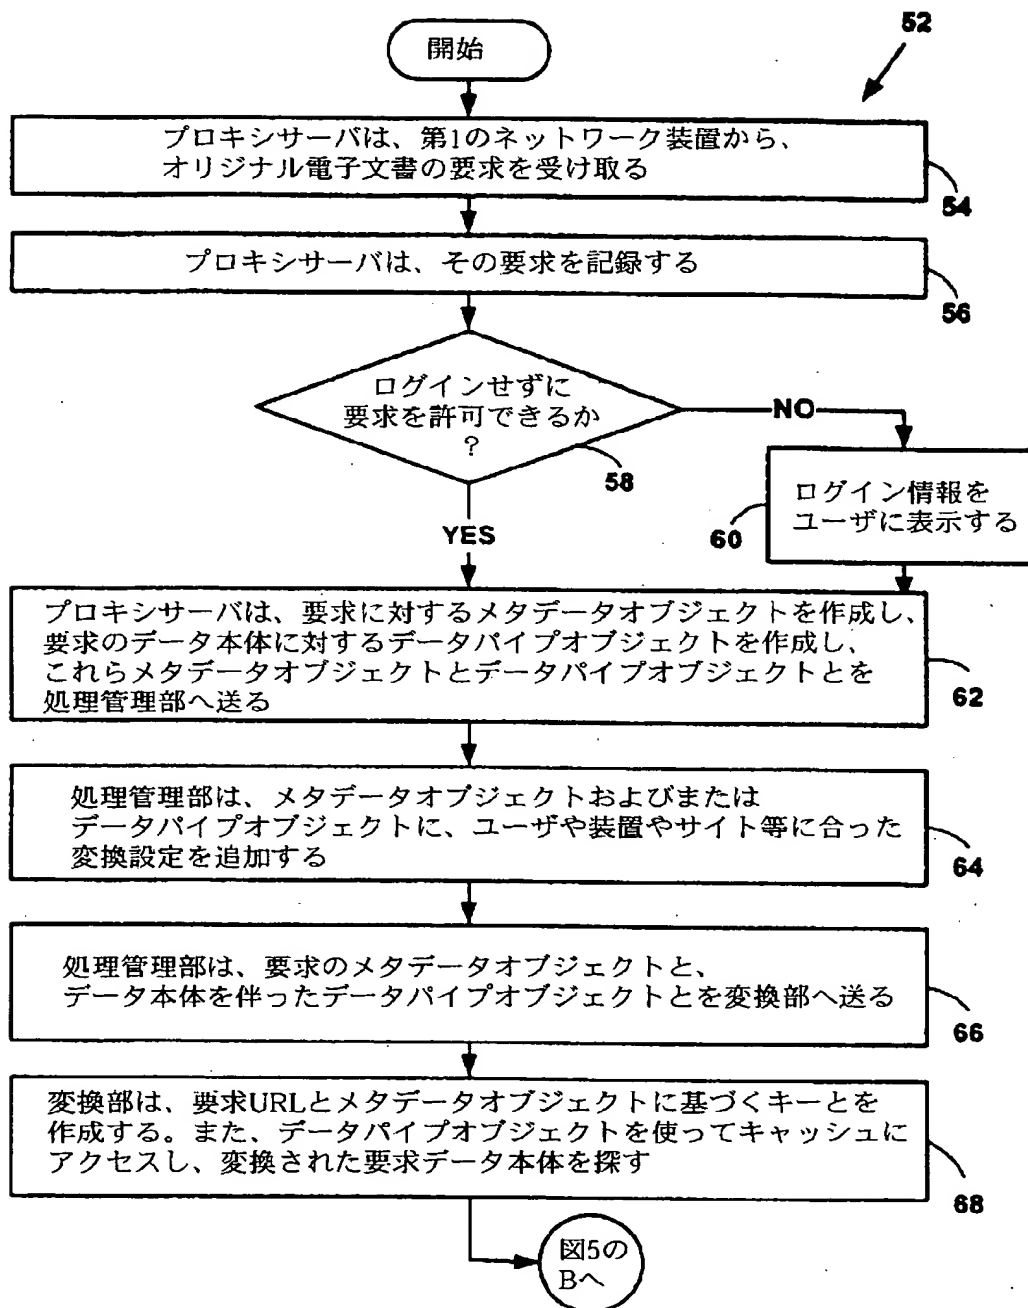 52
開始
プロキシサーバは、第1のネットワーク装置から、
オリジナル電子文書の要求を受け取る
54
プロキシサーバは、その要求を記録する
56
ログインせずに
要求を許可できるか
?
58
NO
ログイン情報を
ユーザに表示する
60
YES
プロキシサーバは、要求に対するメタデータオブジェクトを作成し、
要求のデータ本体に対するデータパイプオブジェクトを作成し、
これらメタデータオブジェクトとデータパイプオブジェクトとを
処理管理部へ送る
62
処理管理部は、メタデータオブジェクトおよびまたは
データパイプオブジェクトに、ユーザや装置やサイト等に合った
変換設定を追加する
64
処理管理部は、要求のメタデータオブジェクトと、
データ本体を伴ったデータパイプオブジェクトとを変換部へ送る
66
変換部は、要求URLとメタデータオブジェクトに基づくキーとを
作成する。また、データパイプオブジェクトを使ってキャッシュに
アクセスし、変換された要求データ本体を探す
68
図5の
Bへ